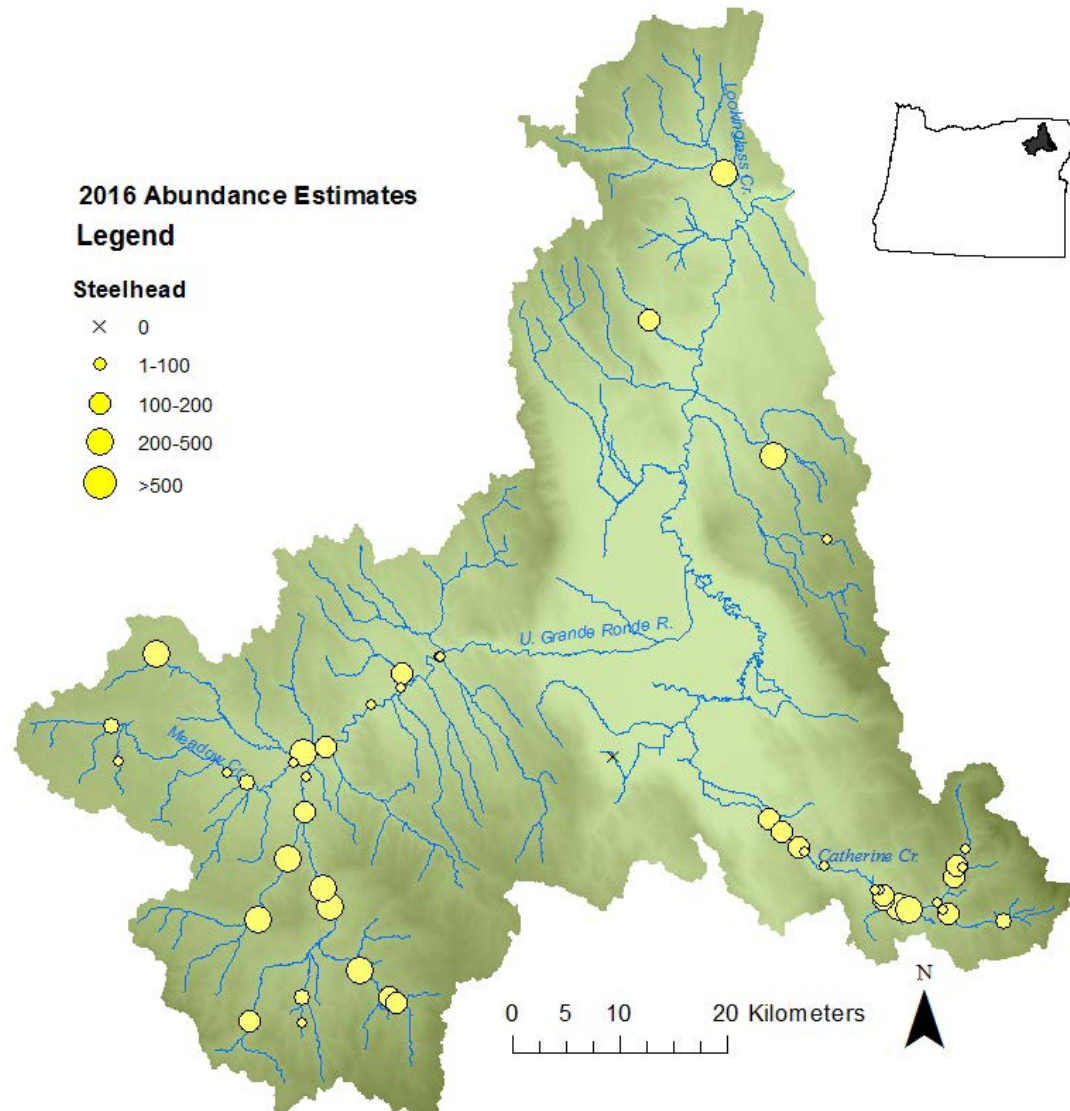 2016 Abundance Estimates
Legend
Steelhead
0
1-100
100-200
200-500
>500
Lookinglass Cr.
U. Grande Ronde R.
Meadow Cr.
Catherine Cr.
N
0 5 10 20 Kilometers